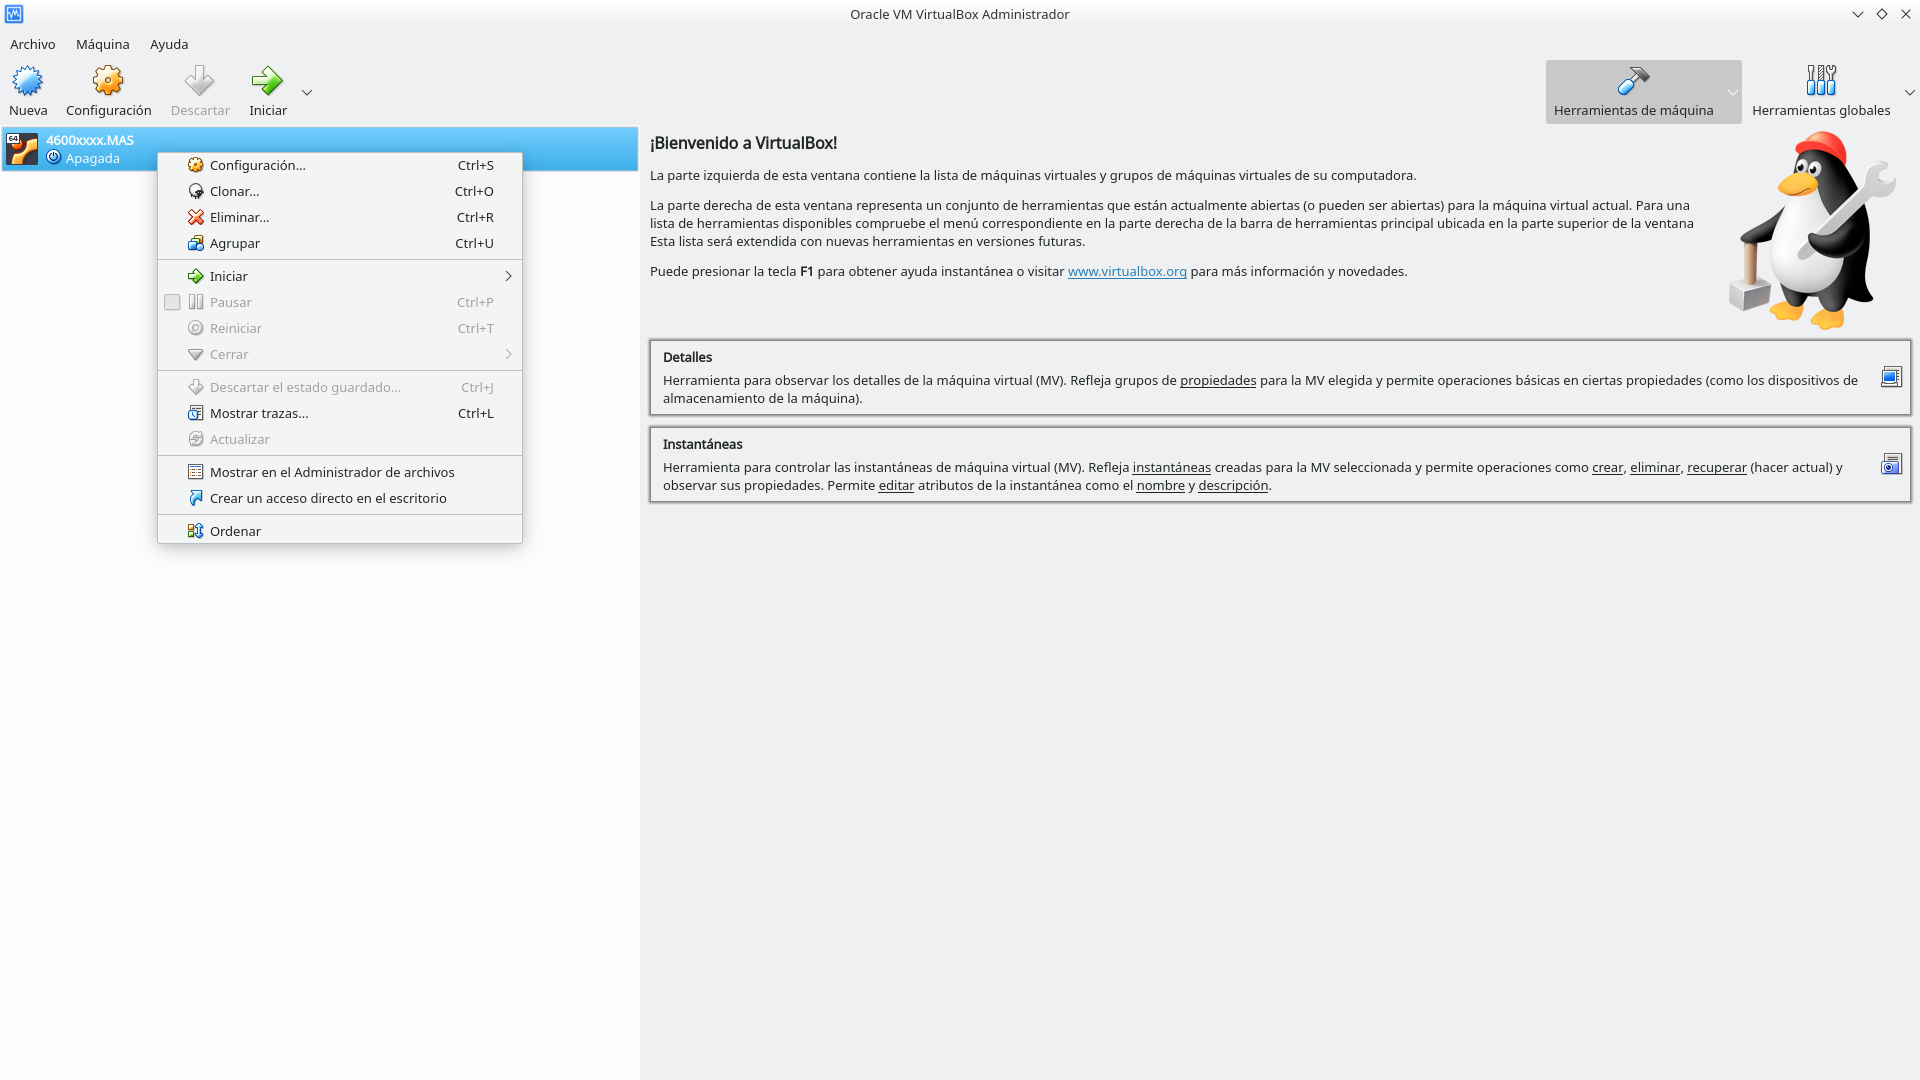 Oracle VM VirtualBox Administrador
Archivo Máquina Ayuda
Nueva Configuración Descartar Iniciar Herramientas de máquina Herramientas globales
64
4600xxxx.MAS
Apagada
Configuración... Ctrl+S
Clonar... Ctrl+O
Eliminar... Ctrl+R
Agrupar Ctrl+U
Iniciar
Pausar Ctrl+P
Reiniciar Ctrl+T
Cerrar
Descartar el estado guardado... Ctrl+J
Mostrar trazas... Ctrl+L
Actualizar
Mostrar en el Administrador de archivos
Crear un acceso directo en el escritorio
Ordenar
¡Bienvenido a VirtualBox!
La parte izquierda de esta ventana contiene la lista de máquinas virtuales y grupos de máquinas virtuales de su computadora.
La parte derecha de esta ventana representa un conjunto de herramientas que están actualmente abiertas (o pueden ser abiertas) para la máquina virtual actual. Para una
lista de herramientas disponibles compruebe el menú correspondiente en la parte derecha de la barra de herramientas principal ubicada en la parte superior de la ventana
Esta lista será extendida con nuevas herramientas en versiones futuras.
Puede presionar la tecla F1 para obtener ayuda instantánea o visitar www.virtualbox.org para más información y novedades.
Detalles
Herramienta para observar los detalles de la máquina virtual (MV). Refleja grupos de propiedades para la MV elegida y permite operaciones básicas en ciertas propiedades (como los dispositivos de
almacenamiento de la máquina).
Instantáneas
Herramienta para controlar las instantáneas de máquina virtual (MV). Refleja instantáneas creadas para la MV seleccionada y permite operaciones como crear, eliminar, recuperar (hacer actual) y
observar sus propiedades. Permite editar atributos de la instantánea como el nombre y descripción.